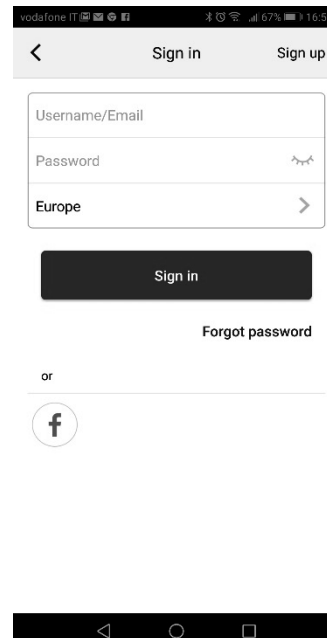 vodafone IT 67% 16:5
Sign in Sign up
Username/Email
Password
Europe
Sign in
Forgot password
or
f